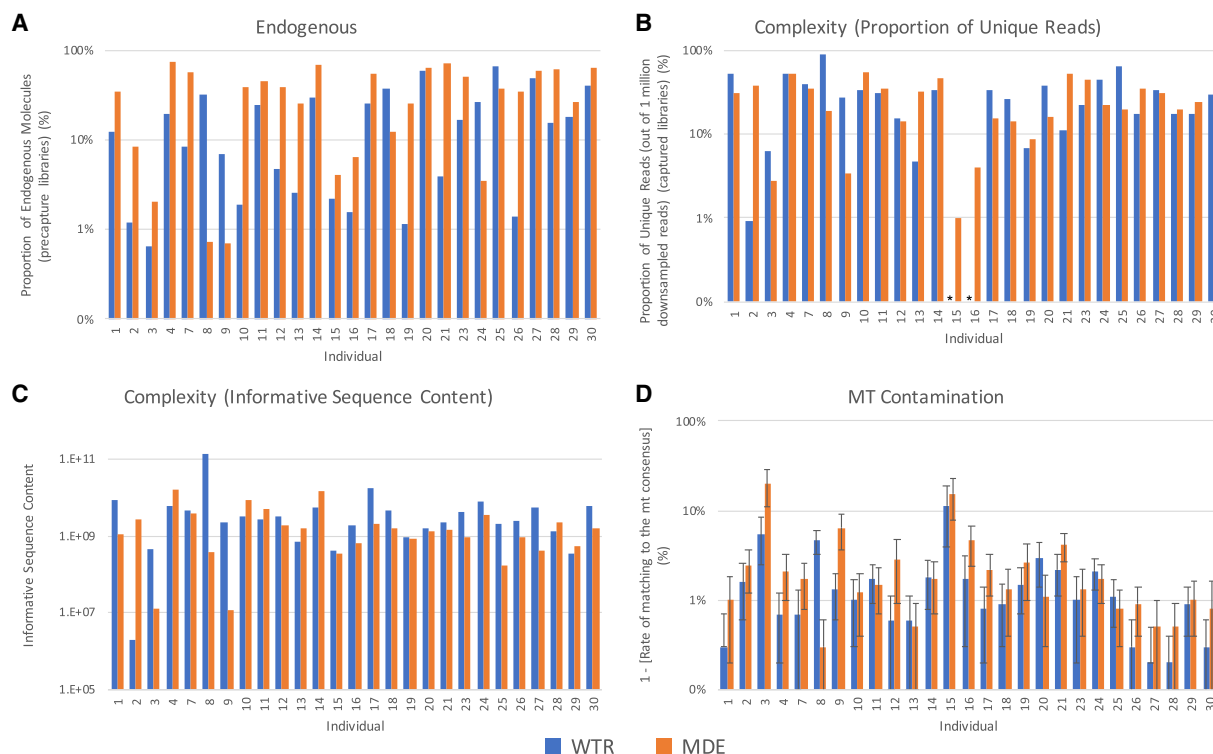 A
Endogenous
Proportion of Endogenous Molecules
(precapture libraries) (%)
100%
10%
1%
0%
1 2 3 4 7 8 9 10 11 12 13 14 15 16 17 18 19 20 21 23 24 25 26 27 28 29 30
Individual
B
Complexity (Proportion of Unique Reads)
Proportion of Unique Reads (out of 1 million
downsampled reads) (captured libraries) (%)
100%
10%
1%
0%
* *
1 2 3 4 7 8 9 10 11 12 13 14 15 16 17 18 19 20 21 23 24 25 26 27 28 29
Individual
C
Complexity (Informative Sequence Content)
Informative Sequence Content
1.E+11
1.E+09
1.E+07
1.E+05
1 2 3 4 7 8 9 10 11 12 13 14 15 16 17 18 19 20 21 23 24 25 26 27 28 29 30
Individual
D
MT Contamination
1 - [Rate of matching to the mt consensus]
(%)
100%
10%
1%
0%
1 2 3 4 7 8 9 10 11 12 13 14 15 16 17 18 19 20 21 23 24 25 26 27 28 29 30
Individual
WTR MDE